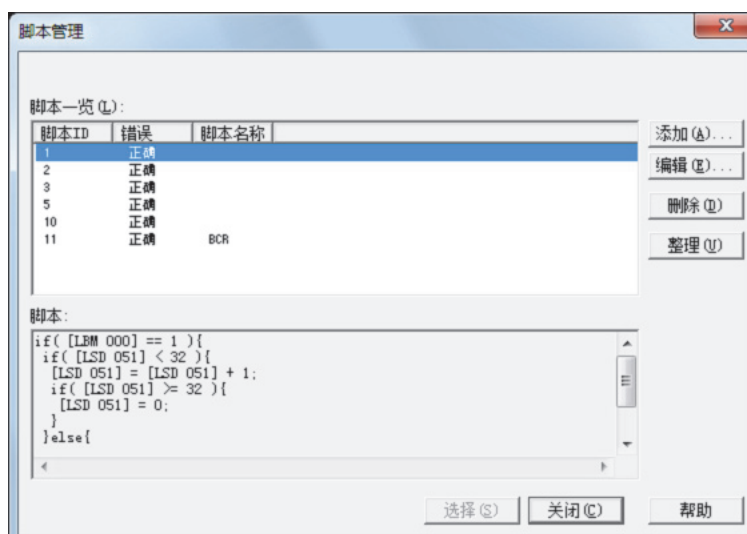 脚本管理
脚本一览(L):
脚本ID 错误 脚本名称
1 正确
2 正确
3 正确
5 正确
10 正确
11 正确 BCR
添加(A)...
编辑(E)...
删除(D)
整理(U)
脚本:
if( [LBM 000] == 1 ){
if( [LSD 051] < 32 ){
[LSD 051] = [LSD 051] + 1;
if( [LSD 051] >= 32 ){
[LSD 051] = 0;
}
}else{
选择(S) 关闭(C) 帮助